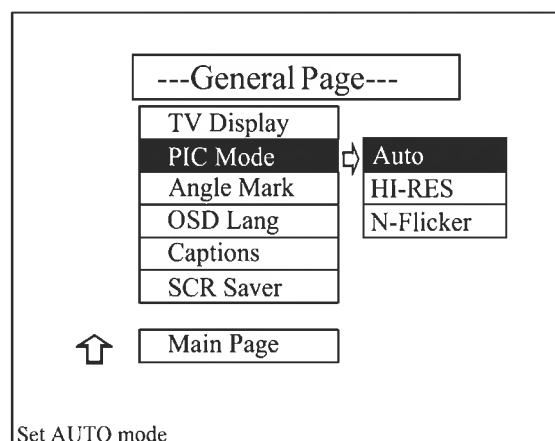 ---General Page---
TV Display
PIC Mode
Auto
Angle Mark
HI-RES
OSD Lang
N-Flicker
Captions
SCR Saver
Main Page
Set AUTO mode